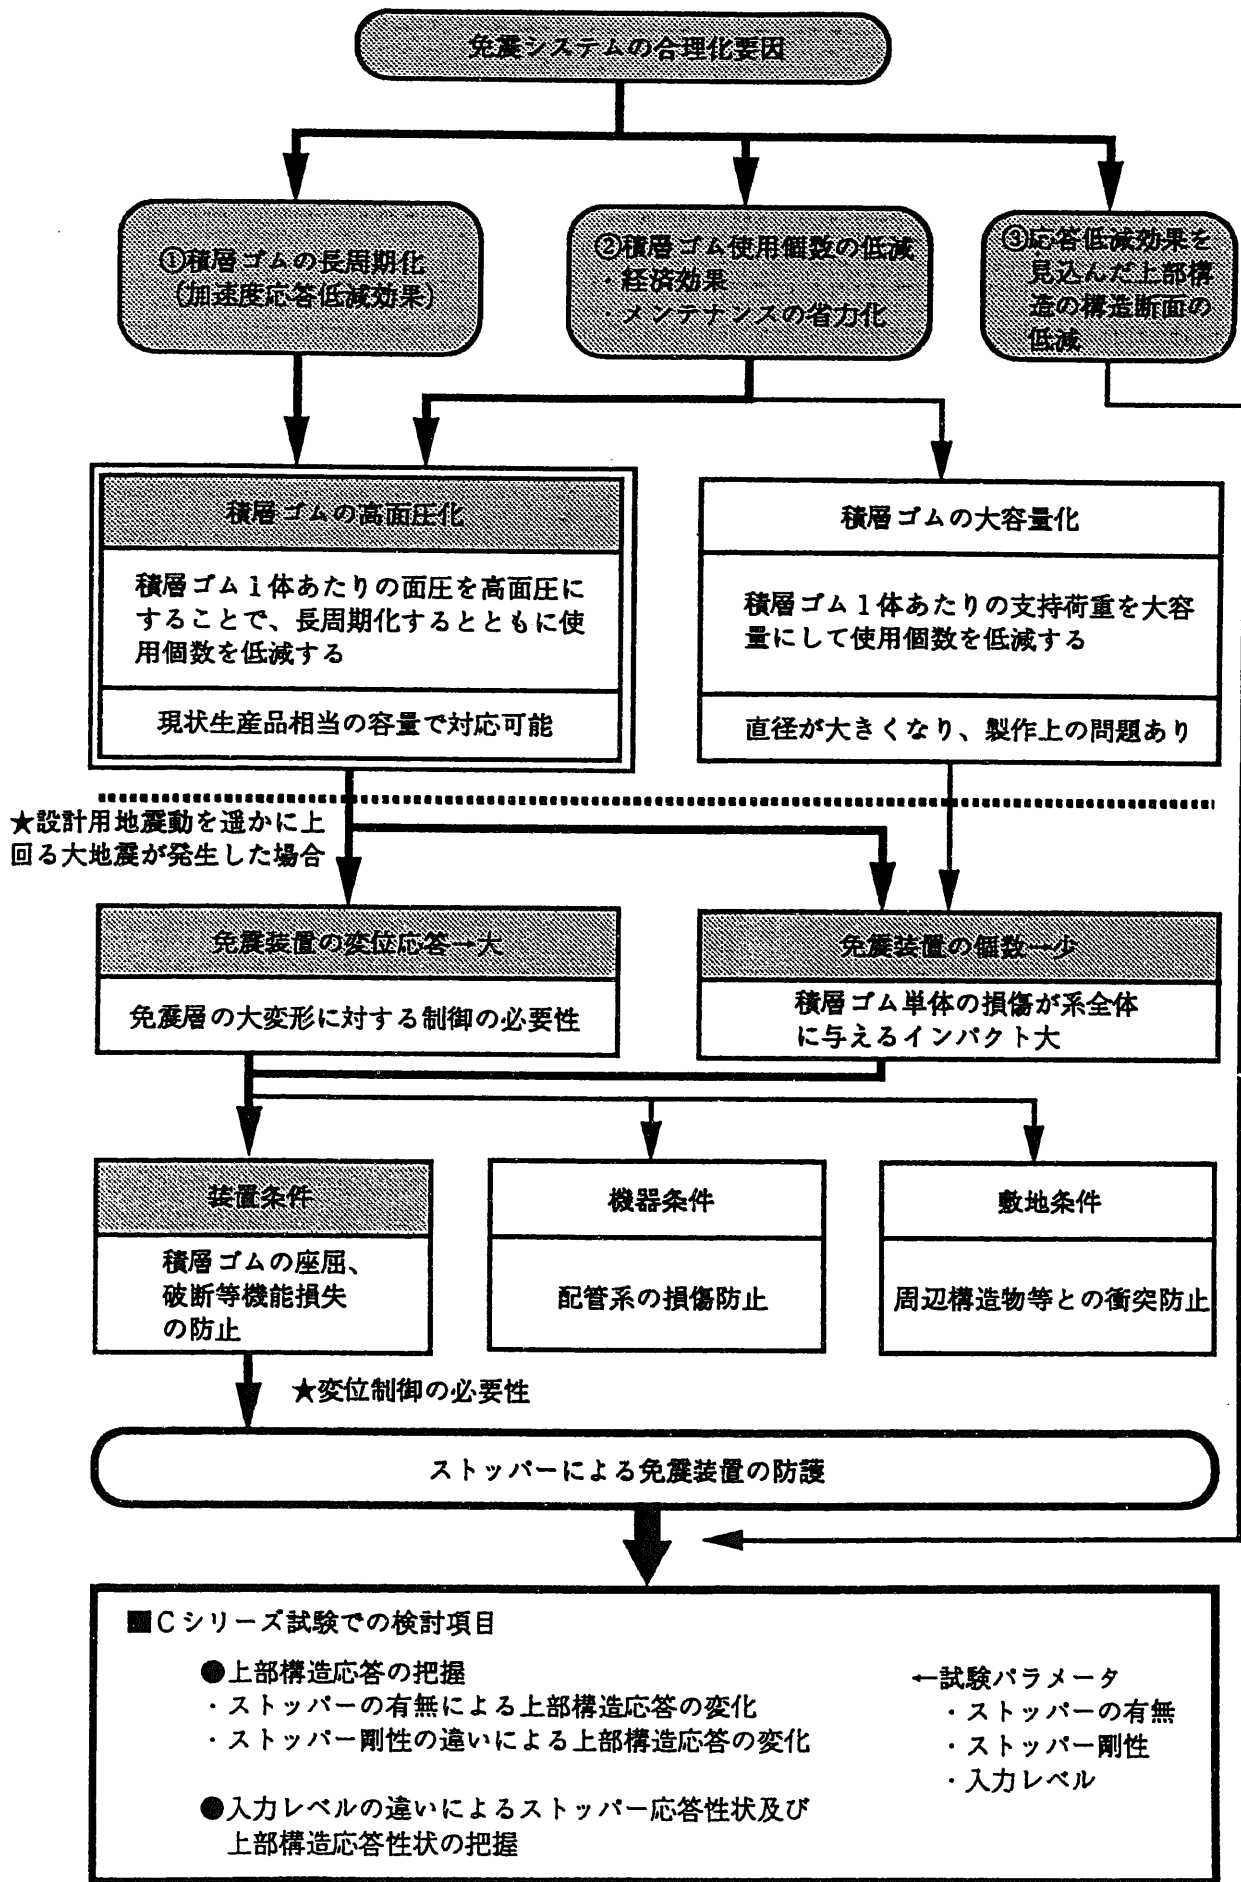 免震システムの合理化要因
①積層ゴムの長周期化
（加速度応答低減効果）
②積層ゴム使用個数の低減
・経済効果
・メンテナンスの省力化
③応答低減効果を
見込んだ上部構
造の構造断面の
低減
積層ゴムの高面圧化
積層ゴム１体あたりの面圧を高面圧に
することで、長周期化するとともに使
用個数を低減する
現状生産品相当の容量で対応可能
積層ゴムの大容量化
積層ゴム１体あたりの支持荷重を大容
量にして使用個数を低減する
直径が大きくなり、製作上の問題あり
★設計用地震動を遥かに上
回る大地震が発生した場合
免震装置の変位応答→大
免震層の大変形に対する制御の必要性
免震装置の個数→少
積層ゴム単体の損傷が系全体
に与えるインパクト大
装置条件
積層ゴムの座屈、
破断等機能損失
の防止
機器条件
配管系の損傷防止
敷地条件
周辺構造物等との衝突防止
★変位制御の必要性
ストッパーによる免震装置の防護
■Ｃシリーズ試験での検討項目
●上部構造応答の把握
・ストッパーの有無による上部構造応答の変化
・ストッパー剛性の違いによる上部構造応答の変化
●入力レベルの違いによるストッパー応答性状及び
上部構造応答性状の把握
←試験パラメータ
・ストッパーの有無
・ストッパー剛性
・入力レベル